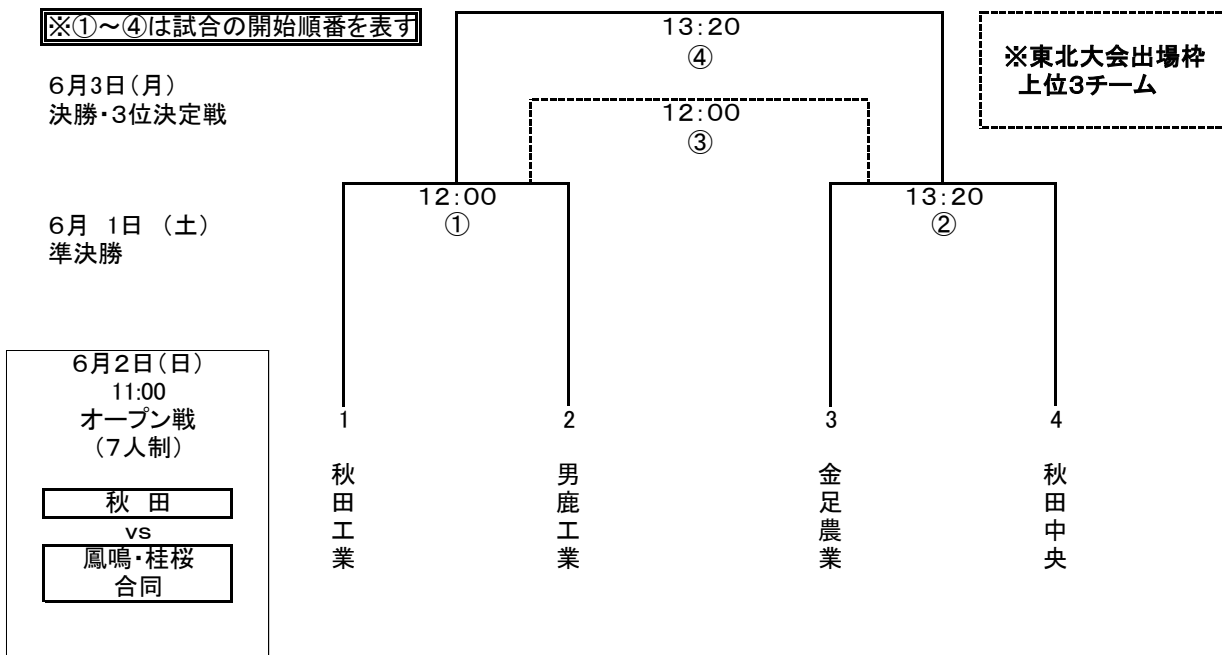 ※①～④は試合の開始順番を表す
13:20
④
※東北大会出場枠
上位3チーム
6月3日(月)
決勝・3位決定戦
12:00
③
12:00
①
13:20
②
6月 1日 (土)
準決勝
6月2日(日)
11:00
オープン戦
(7人制)
秋 田
vs
鳳鳴・桂桜
合同
1
2
3
4
秋田工業
男鹿工業
金足農業
秋田中央